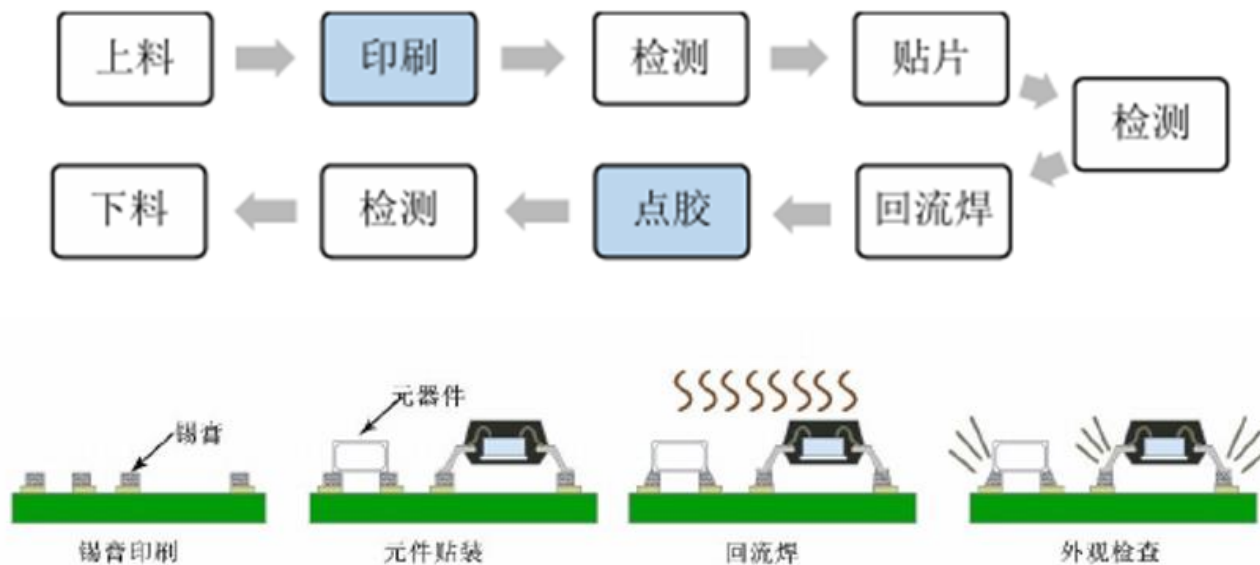 上料
印刷
检测
贴片
检测
回流焊
点胶
检测
下料
锡膏
元器件
锡膏印刷
元件贴装
回流焊
外观检查